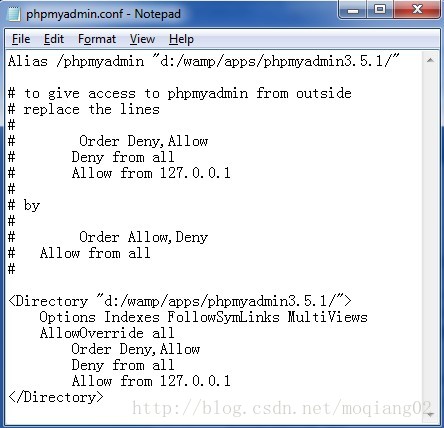 phpmyadmin.conf - Notepad
File Edit Format View Help
Alias /phpmyadmin "d:/wamp/apps/phpmyadmin3.5.1/"
# to give access to phpmyadmin from outside
# replace the lines
#
#        Order Deny,Allow
#       Deny from all
#       Allow from 127.0.0.1
#
# by
#
#        Order Allow,Deny
#   Allow from all
#
<Directory "d:/wamp/apps/phpmyadmin3.5.1/">
    Options Indexes FollowSymLinks MultiViews
    AllowOverride all
        Order Deny,Allow
        Deny from all
        Allow from 127.0.0.1
</Directory>
http://blog.csdn.net/moqiang02